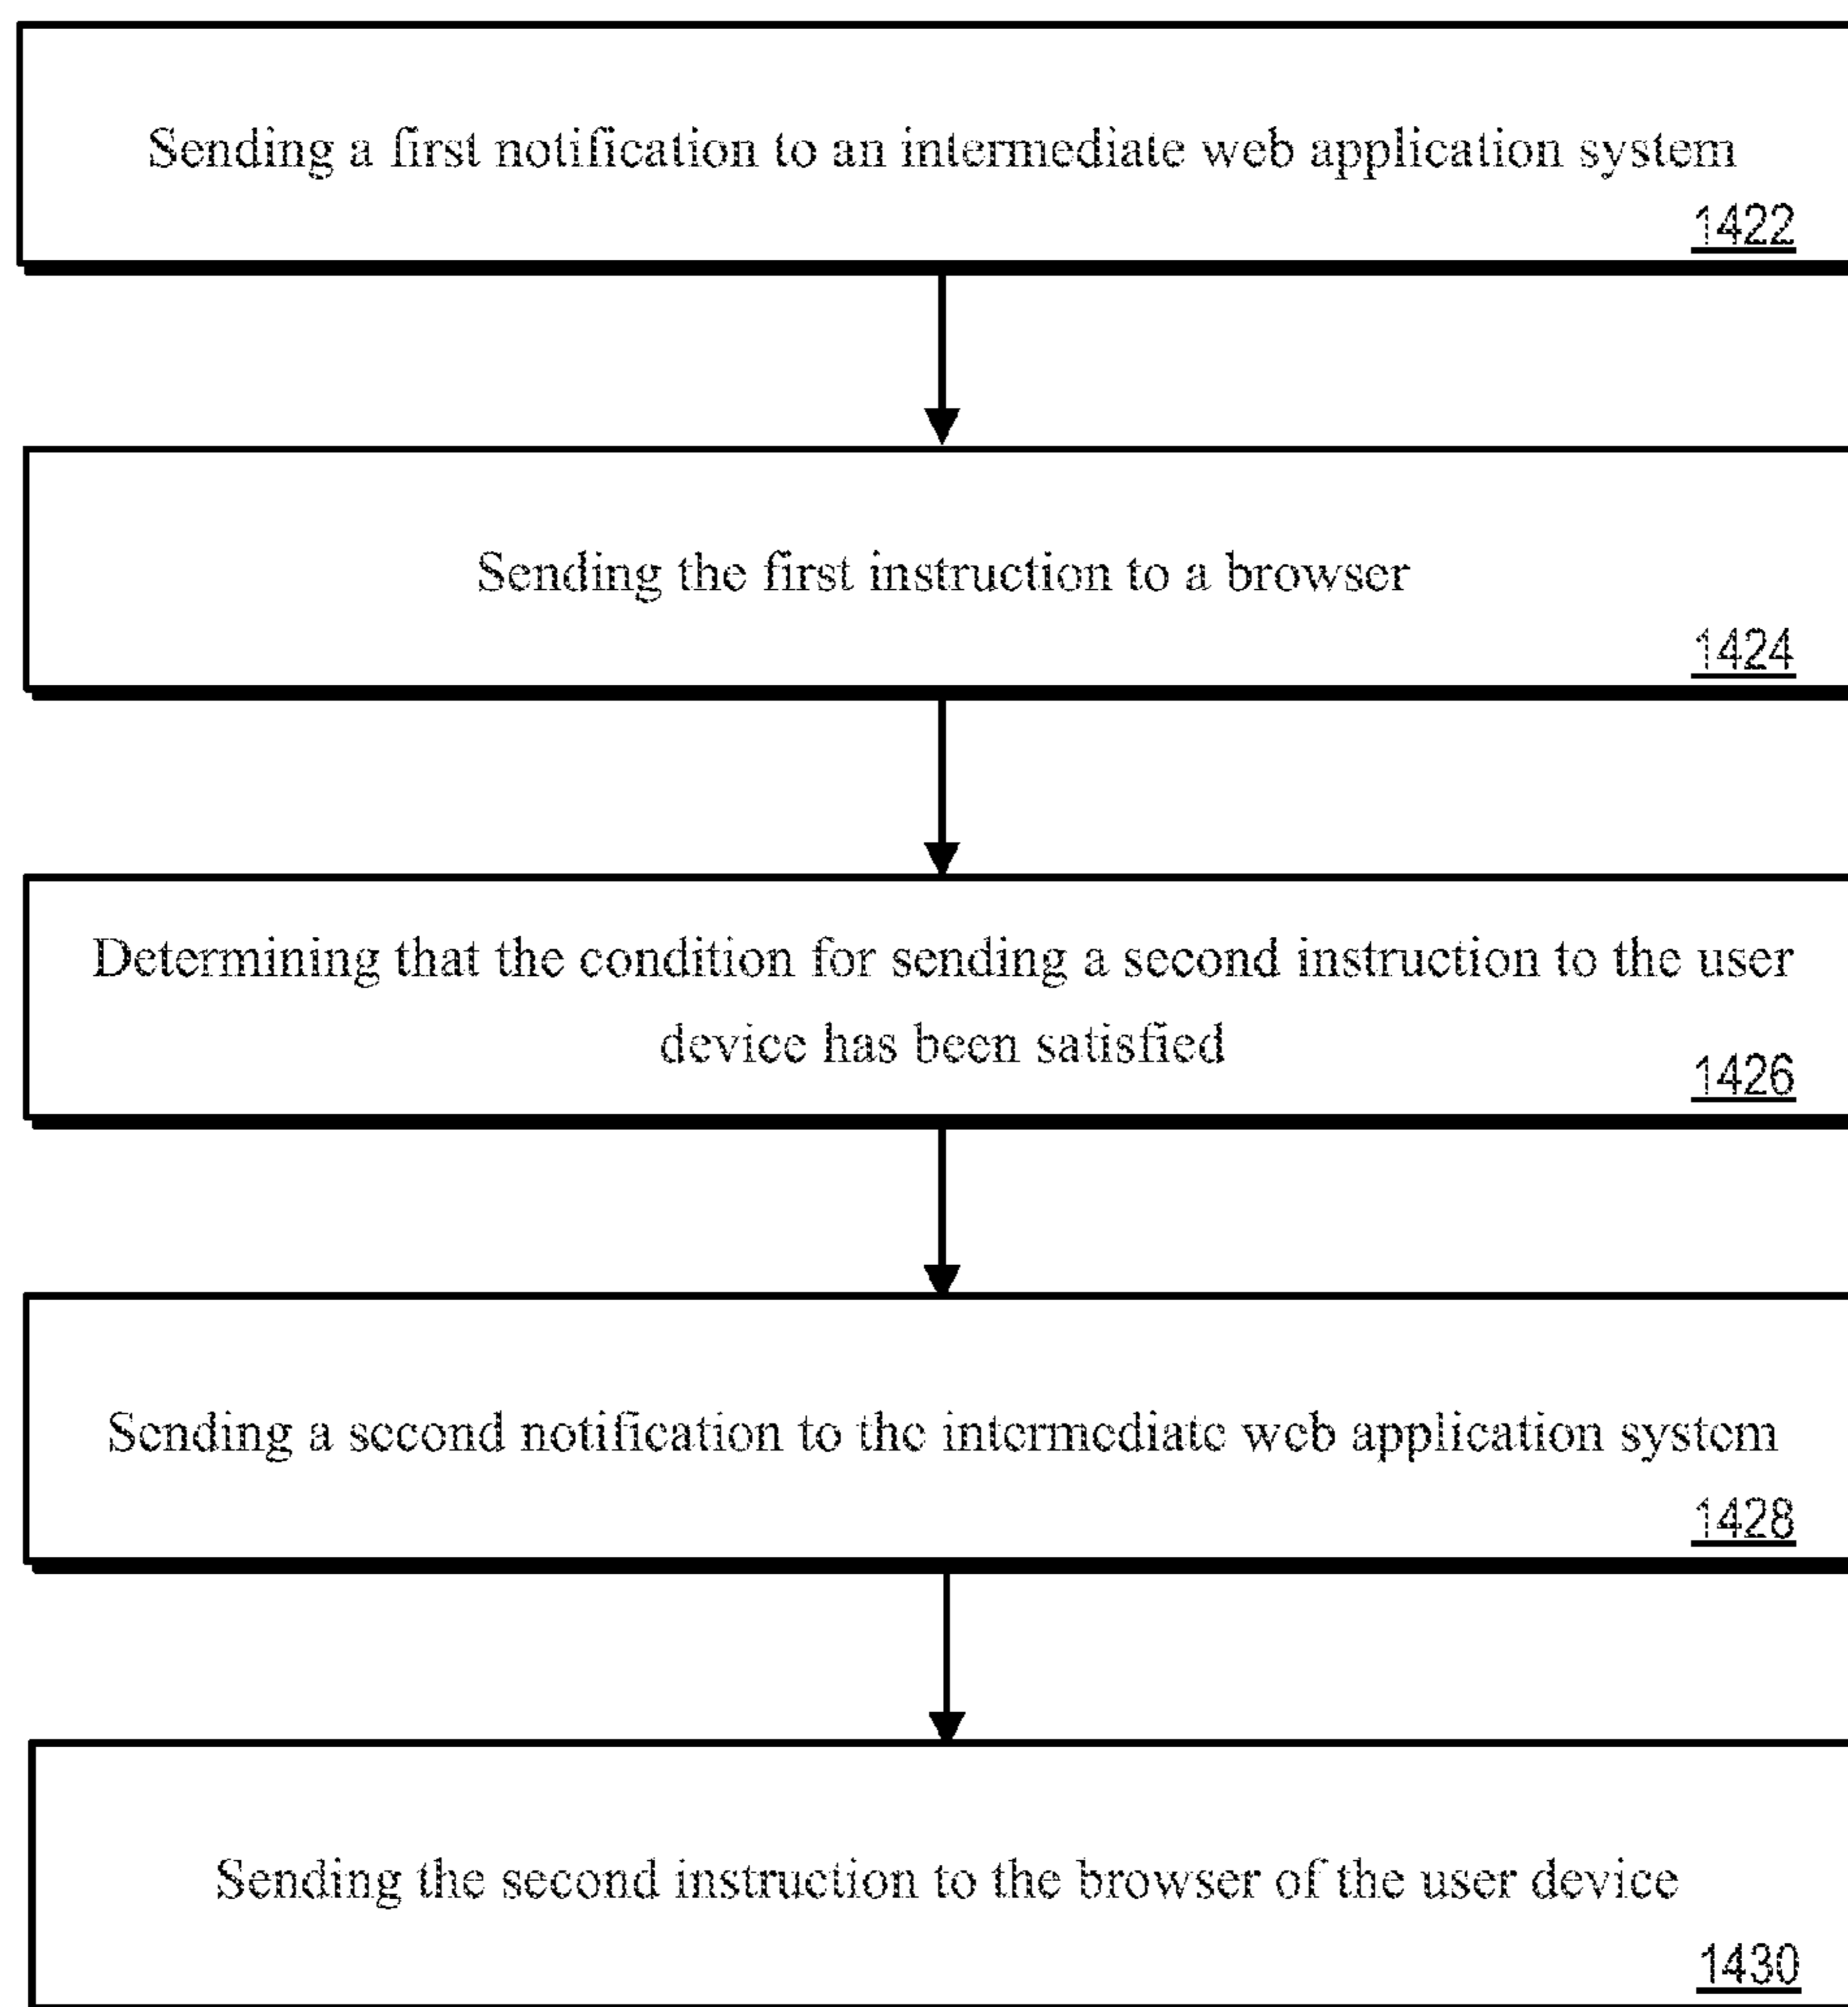 Sending a first notification to an intermediate web application system
1422
Sending the first instruction to a browser
1424
Determining that the condition for sending a second instruction to the user
device has been satisfied
1426
Sending a second notification to the intermediate web application system
1428
Sending the second instruction to the browser of the user device
1430